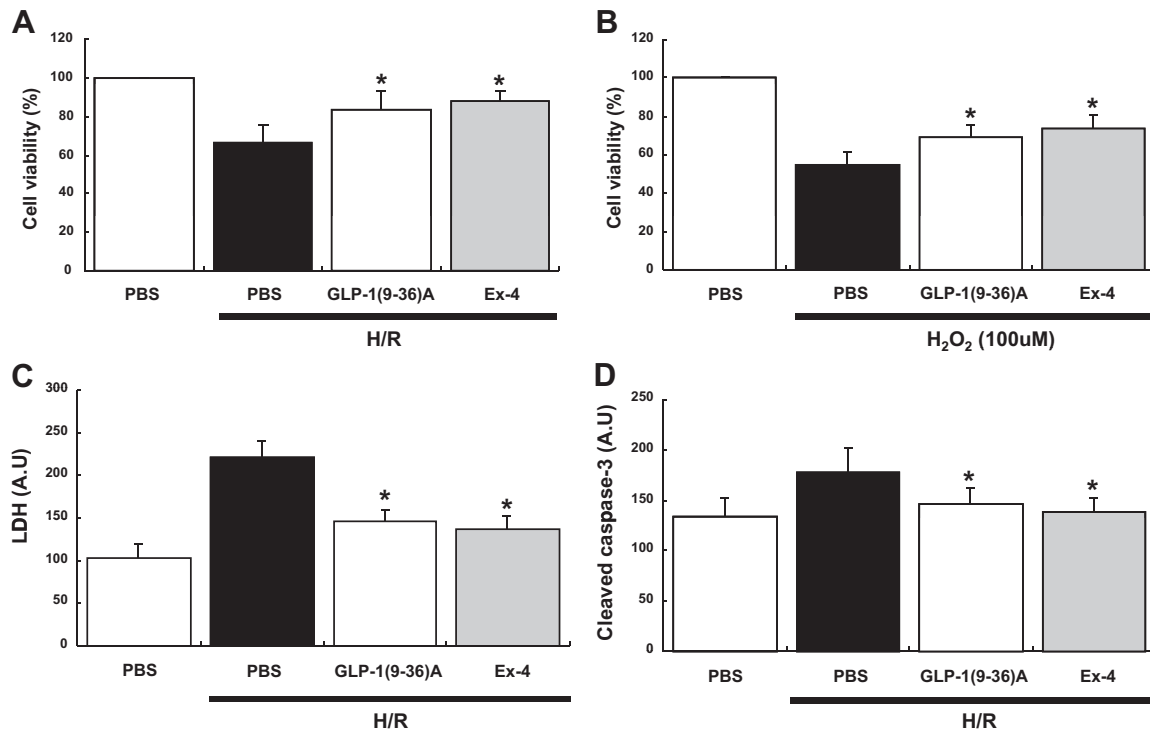 A
Cell viability (%)
120
100
80
60
40
20
0
*
*
PBS
PBS
GLP-1(9-36)A
Ex-4
H/R
B
Cell viability (%)
120
100
80
60
40
20
0
*
*
PBS
PBS
GLP-1(9-36)A
Ex-4
H₂O₂ (100uM)
C
LDH (A.U)
300
250
200
150
100
50
0
*
*
PBS
PBS
GLP-1(9-36)A
Ex-4
H/R
D
Cleaved caspase-3 (A.U)
250
200
150
100
50
0
*
*
PBS
PBS
GLP-1(9-36)A
Ex-4
H/R